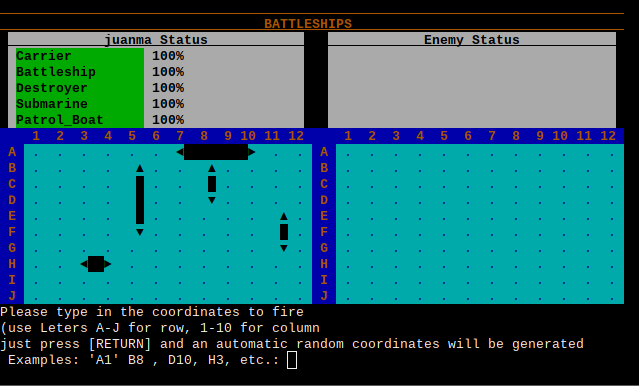 BATTLESHIPS
juanma Status Enemy Status
Carrier 100%
Battleship 100%
Destroyer 100%
Submarine 100%
Patrol_Boat 100%
1 2 3 4 5 6 7 8 9 10 11 12 1 2 3 4 5 6 7 8 9 10 11 12
A A
B B
C C
D D
E E
F F
G G
H H
I I
J J
Please type in the coordinates to fire
(use Leters A-J for row, 1-10 for column
just press [RETURN] and an automatic random coordinates will be generated
Examples: 'A1' B8 , D10, H3, etc.: